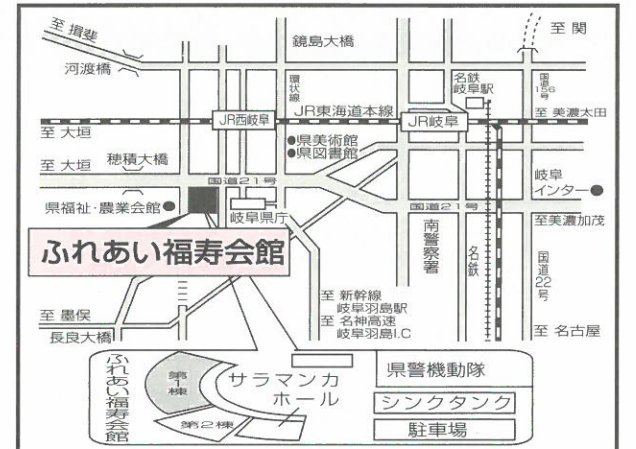 至 揖斐
鏡島大橋
至 関
河渡橋
環状線
名鉄
岐阜駅
国道156号
JR東海道本線
至 美濃太田
JR西岐阜
JR岐阜
至 大垣
●県美術館
●県図書館
至 大垣
穂積大橋
国道21号
岐阜
インター●
県福祉・農業会館●
岐阜県庁
国道21号
至美濃加茂
ふれあい福寿会館
南警察署
名鉄
国道22号
至 新幹線
岐阜羽島駅
至 名神高速
岐阜羽島I.C
至 墨俣
長良大橋
至 名古屋
ふれあい福寿会館
第1棟
第2棟
サラマンカ
ホール
県警機動隊
シンクタンク
駐車場